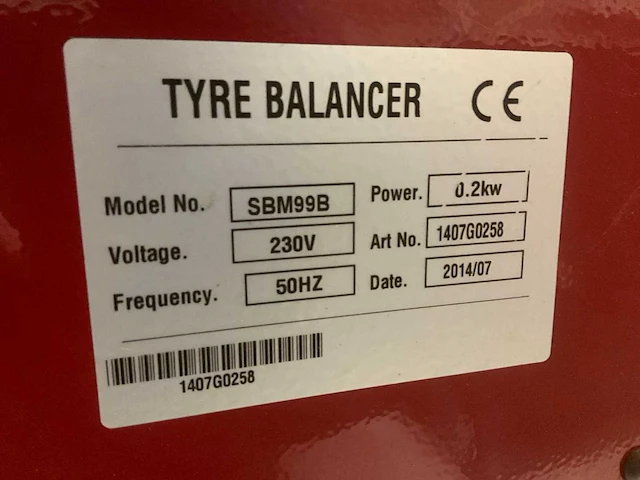 TYRE BALANCER CE
Model No. SBM99B Power. 0.2kw
Voltage. 230V Art No. 1407G0258
Frequency. 50HZ Date. 2014/07
1407G0258